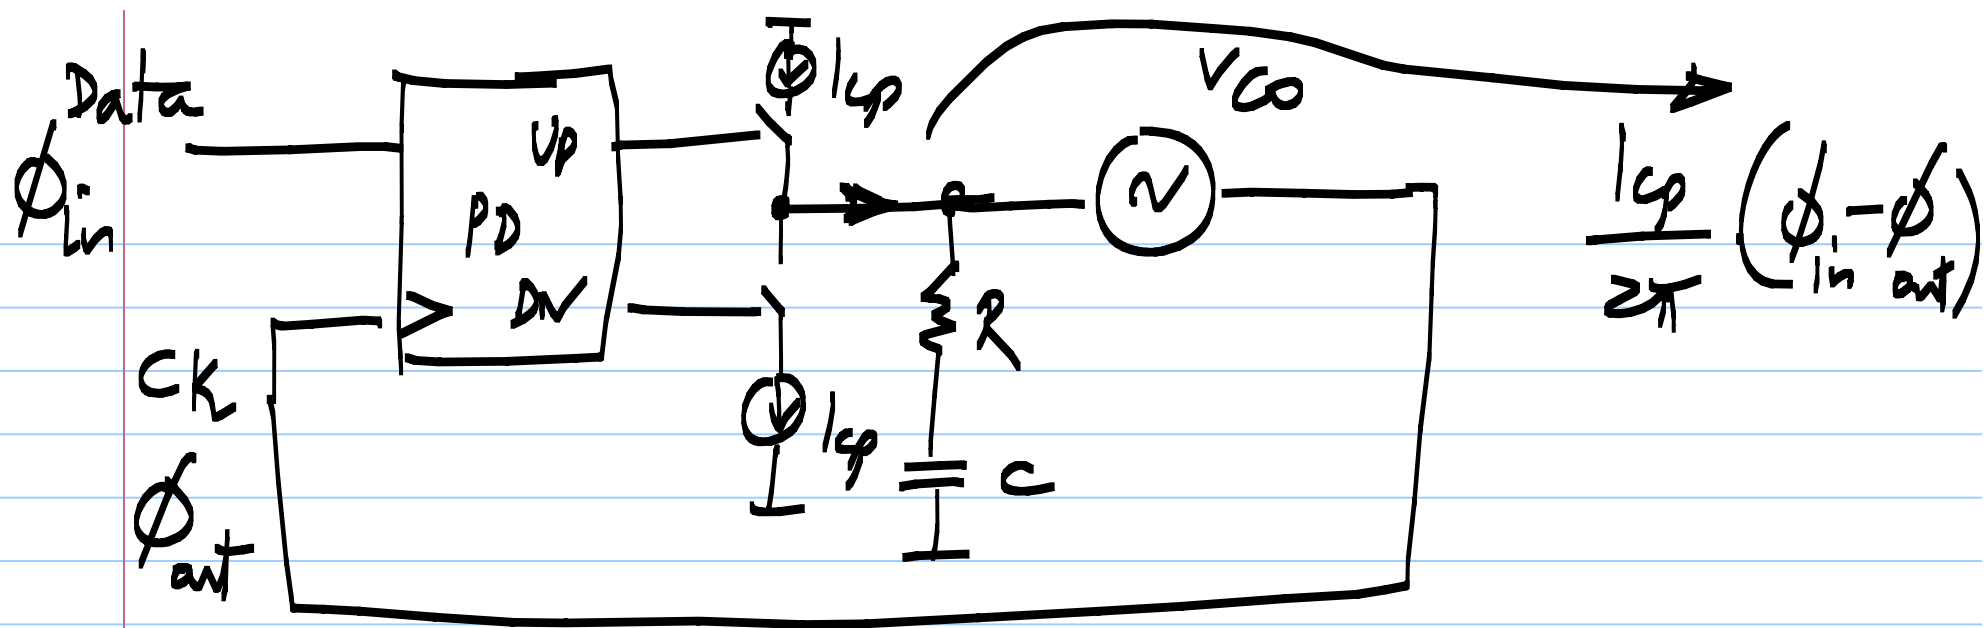 Data
ϕin
UP
PD
DN
CK
ϕout
Icp
Icp
VCO
~
R
C
Icp/2π (ϕin - ϕout)